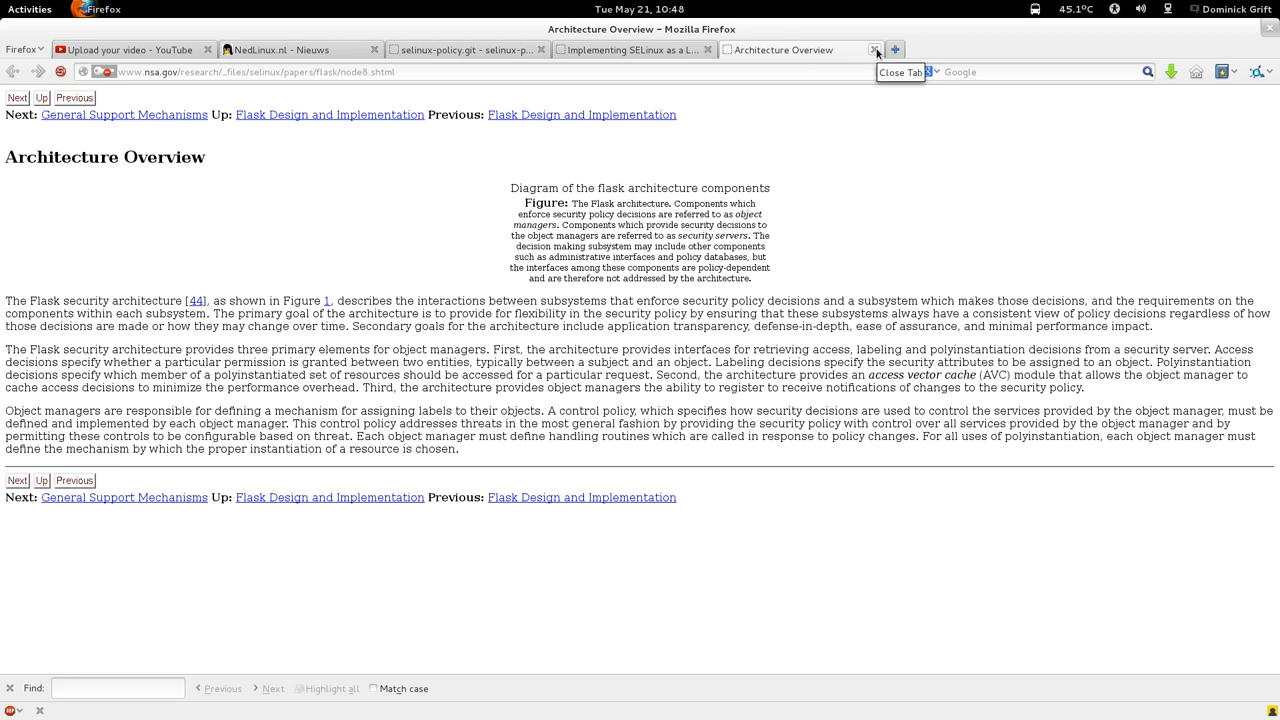 Activities Firefox Tue May 21, 10:48 45.1°C Dominick Grift
Architecture Overview - Mozilla Firefox
Firefox Upload your video - YouTube NedLinux.nl - Nieuws selinux-policy.git - selinux-p... Implementing SELinux as a L... Architecture Overview
www.nsa.gov/research/_files/selinux/papers/flask/node8.shtml Google
Close Tab
Next Up Previous
Next: General Support Mechanisms Up: Flask Design and Implementation Previous: Flask Design and Implementation
Architecture Overview
Diagram of the flask architecture components
Figure: The Flask architecture. Components which
enforce security policy decisions are referred to as object
managers. Components which provide security decisions to
the object managers are referred to as security servers. The
decision making subsystem may include other components
such as administrative interfaces and policy databases, but
the interfaces among these components are policy-dependent
and are therefore not addressed by the architecture.
The Flask security architecture [44], as shown in Figure 1, describes the interactions between subsystems that enforce security policy decisions and a subsystem which makes those decisions, and the requirements on the
components within each subsystem. The primary goal of the architecture is to provide for flexibility in the security policy by ensuring that these subsystems always have a consistent view of policy decisions regardless of how
those decisions are made or how they may change over time. Secondary goals for the architecture include application transparency, defense-in-depth, ease of assurance, and minimal performance impact.
The Flask security architecture provides three primary elements for object managers. First, the architecture provides interfaces for retrieving access, labeling and polyinstantiation decisions from a security server. Access
decisions specify whether a particular permission is granted between two entities, typically between a subject and an object. Labeling decisions specify the security attributes to be assigned to an object. Polyinstantiation
decisions specify which member of a polyinstantiated set of resources should be accessed for a particular request. Second, the architecture provides an access vector cache (AVC) module that allows the object manager to
cache access decisions to minimize the performance overhead. Third, the architecture provides object managers the ability to register to receive notifications of changes to the security policy.
Object managers are responsible for defining a mechanism for assigning labels to their objects. A control policy, which specifies how security decisions are used to control the services provided by the object manager, must be
defined and implemented by each object manager. This control policy addresses threats in the most general fashion by providing the security policy with control over all services provided by the object manager and by
permitting these controls to be configurable based on threat. Each object manager must define handling routines which are called in response to policy changes. For all uses of polyinstantiation, each object manager must
define the mechanism by which the proper instantiation of a resource is chosen.
Next Up Previous
Next: General Support Mechanisms Up: Flask Design and Implementation Previous: Flask Design and Implementation
Find: Previous Next Highlight all Match case